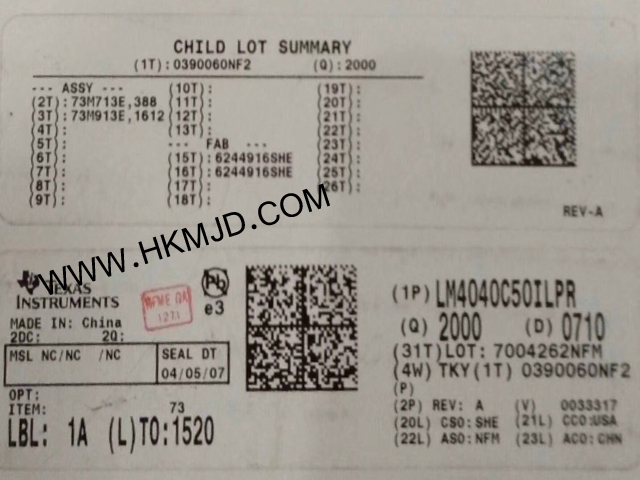 CHILD LOT SUMMARY
(1T):0390060NF2 (Q):2000
--- ASSY --- (10T): (19T):
(2T):73M713E,388 (11T): (20T):
(3T):73M913E,1612 (12T): (21T):
(4T): (13T): (22T):
(5T): --- FAB --- (23T):
(6T): (15T):6244916SHE (24T):
(7T): (16T):6244916SHE (25T):
(8T): (17T): (26T):
(9T): (18T):
REV-A
WWW.HKMJD.COM
TEXAS
INSTRUMENTS
Pb
e3
MADE IN: China
2DC: 2Q:
MSL NC/NC /NC SEAL DT
04/05/07
OPT:
ITEM: 73
LBL: 1A (L)TO:1520
(1P) LM4040C50ILPR
(Q) 2000 (D) 0710
(31T)LOT: 7004262NFM
(4W) TKY(1T) 0390060NF2
(P)
(2P) REV: A (V) 0033317
(20L) CSO:SHE (21L) CCO:USA
(22L) ASO:NFM (23L) ACO:CHN